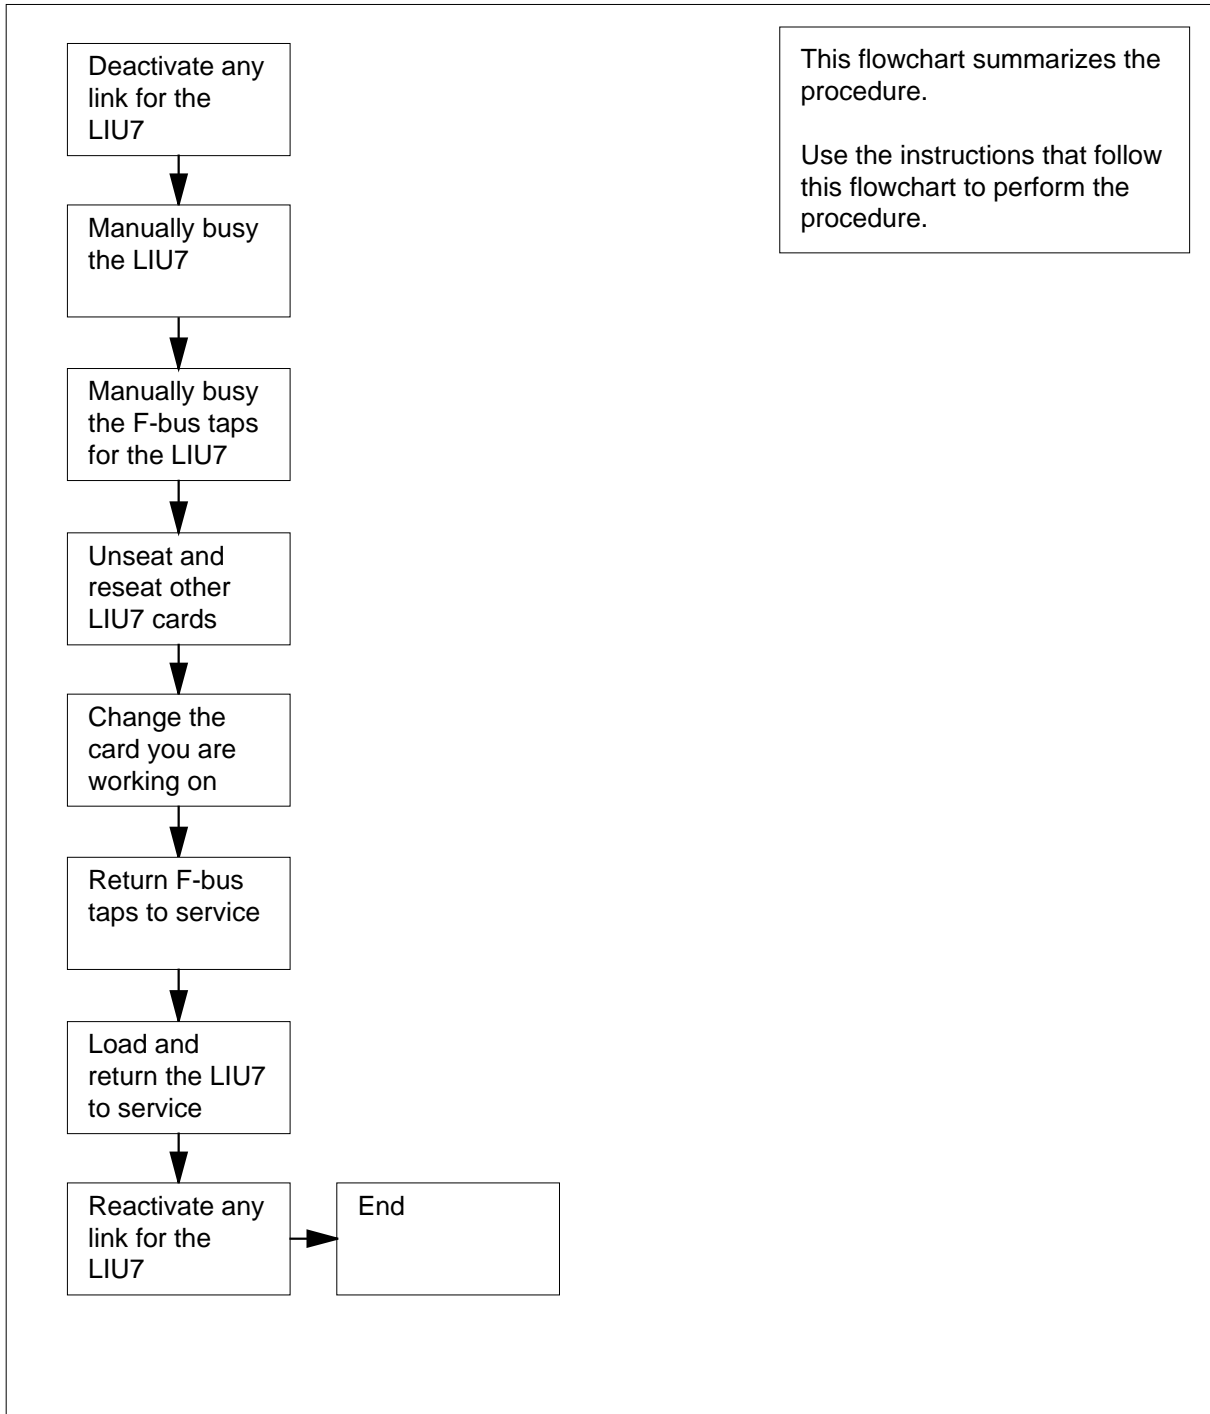 Deactivate any
link for the
LIU7
This flowchart summarizes the
procedure.
Use the instructions that follow
this flowchart to perform the
procedure.
Manually busy
the LIU7
Manually busy
the F-bus taps
for the LIU7
Unseat and
reseat other
LIU7 cards
Change the
card you are
working on
Return F-bus
taps to service
Load and
return the LIU7
to service
Reactivate any
link for the
LIU7
End